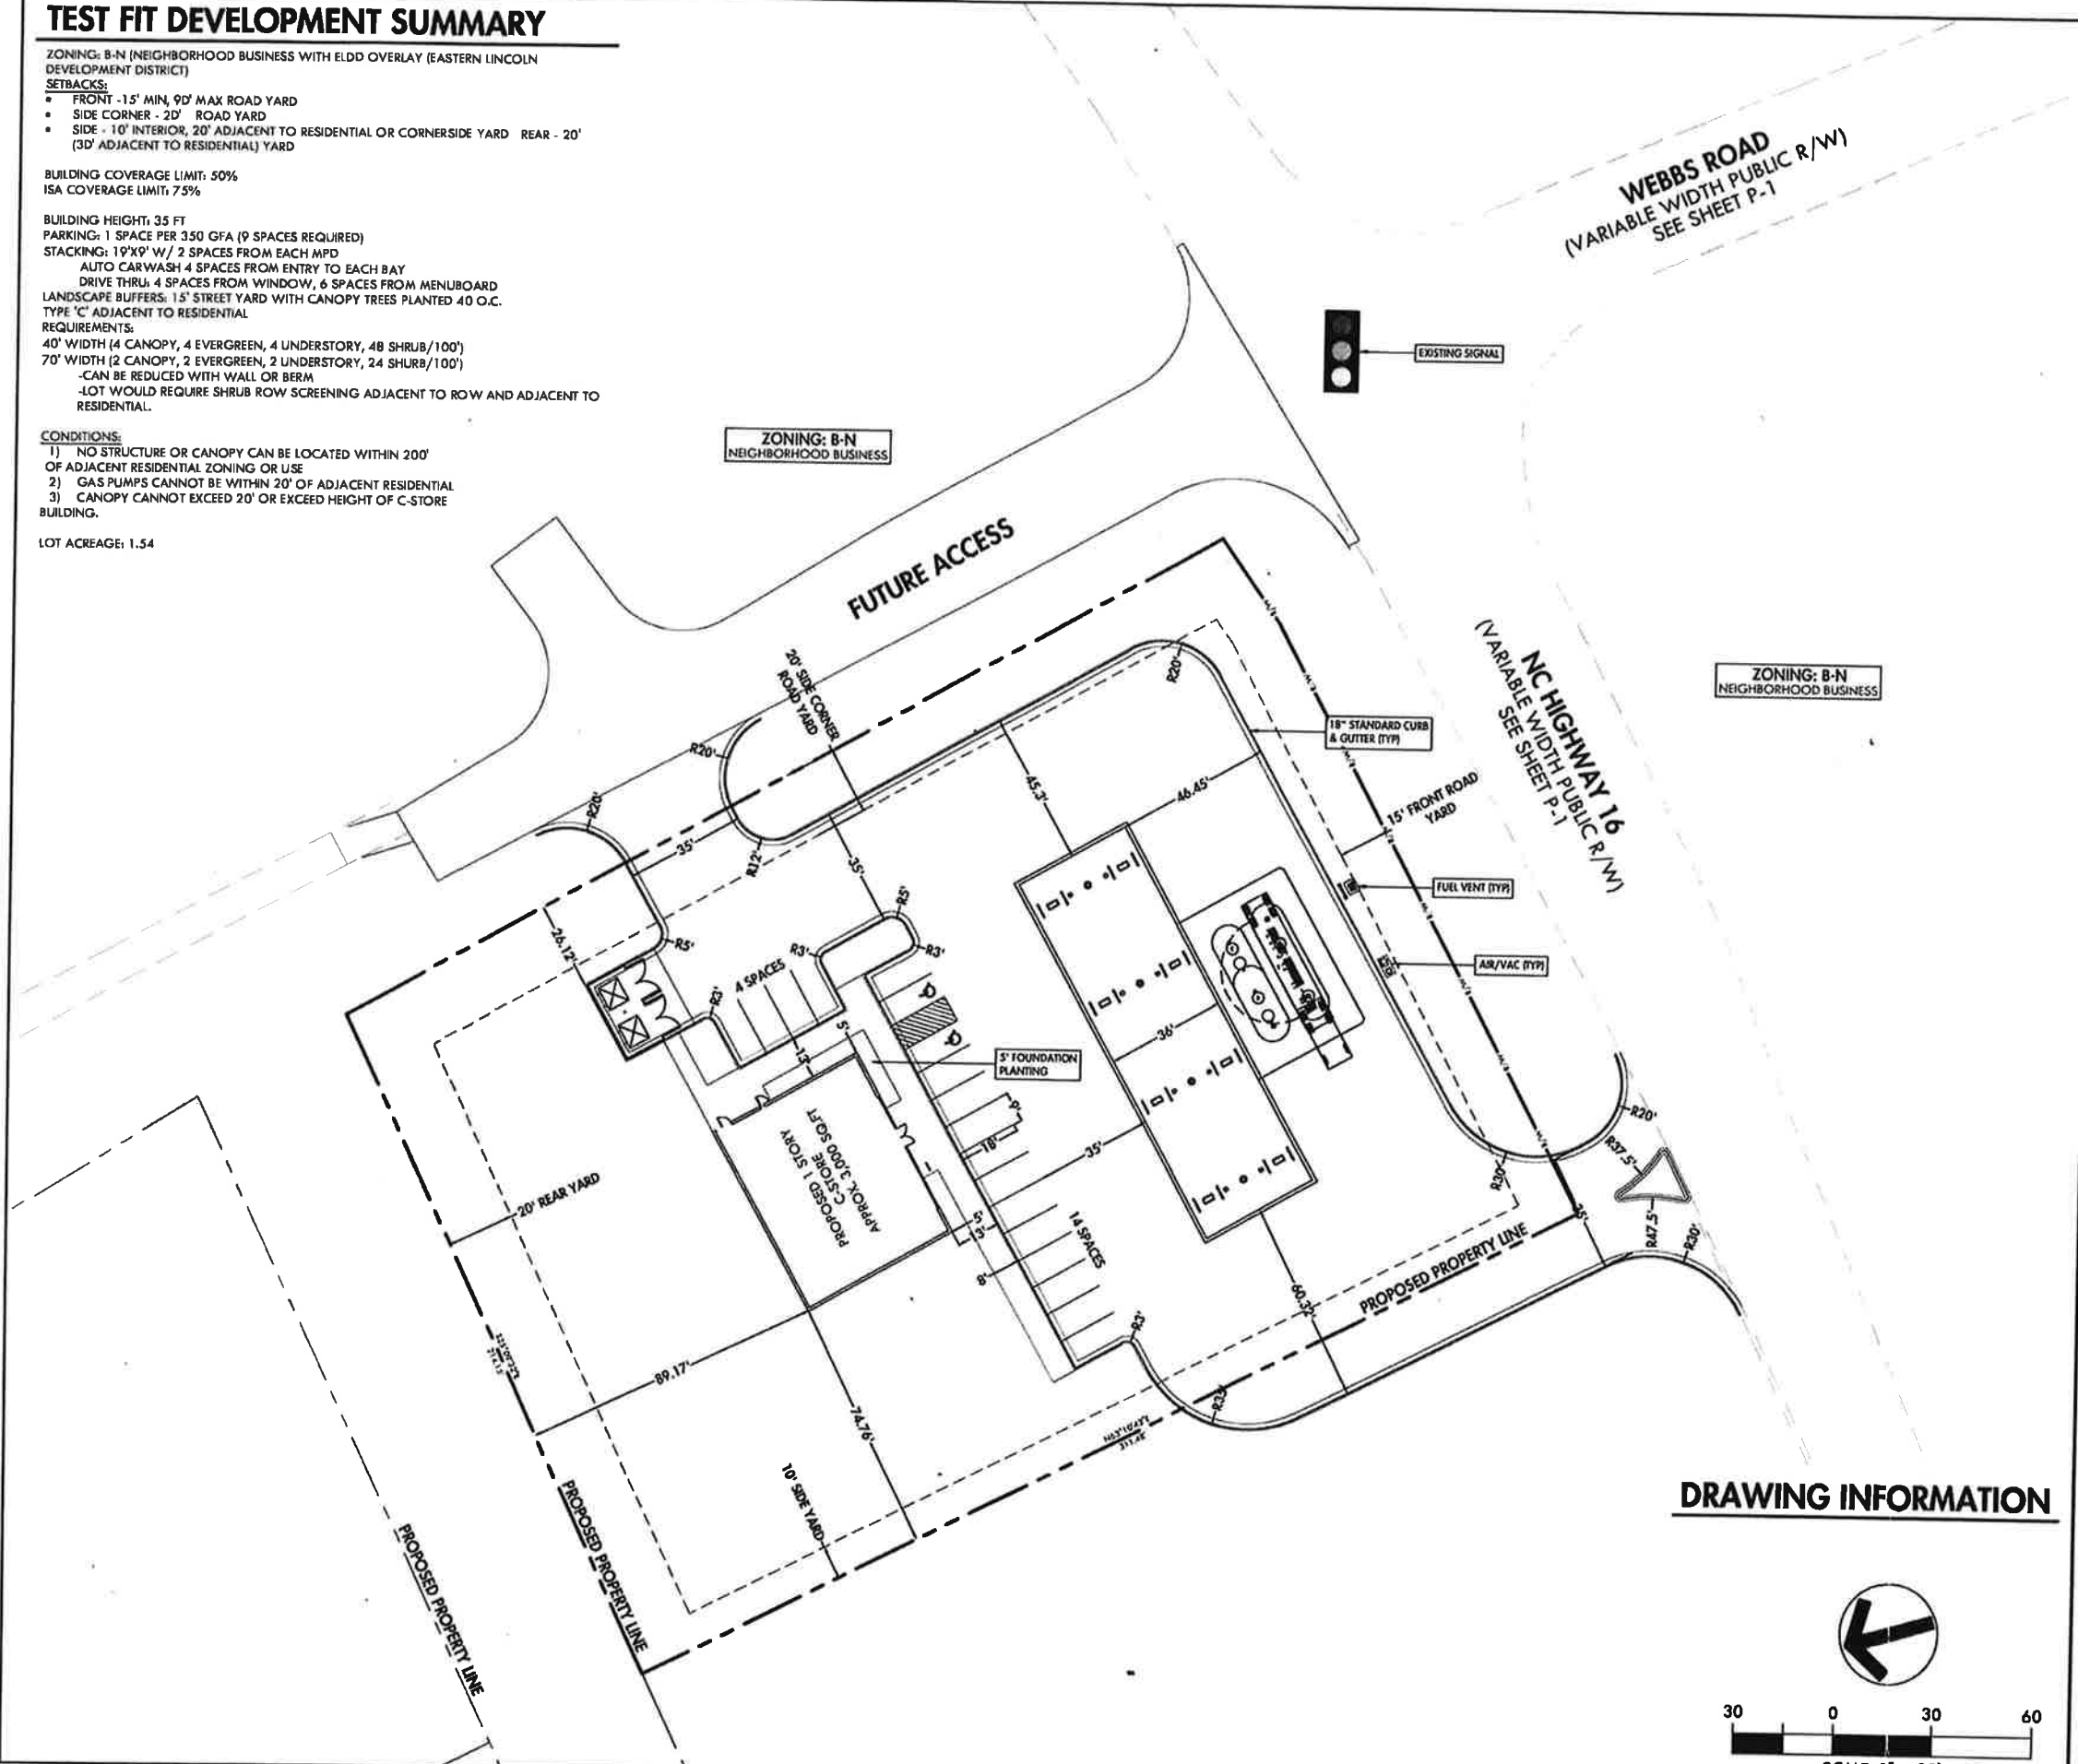 TEST FIT DEVELOPMENT SUMMARY
ZONING: B-N (NEIGHBORHOOD BUSINESS WITH ELDD OVERLAY (EASTERN LINCOLN
DEVELOPMENT DISTRICT)
SETBACKS:
• FRONT -15' MIN, 9D' MAX ROAD YARD
• SIDE CORNER - 2D' ROAD YARD
• SIDE - 10' INTERIOR, 20' ADJACENT TO RESIDENTIAL OR CORNERSIDE YARD REAR - 20'
(3D' ADJACENT TO RESIDENTIAL) YARD
BUILDING COVERAGE LIMIT: 50%
ISA COVERAGE LIMIT: 75%
BUILDING HEIGHT: 35 FT
PARKING: 1 SPACE PER 350 GFA (9 SPACES REQUIRED)
STACKING: 19'X9' W/ 2 SPACES FROM EACH MPD
AUTO CARWASH 4 SPACES FROM ENTRY TO EACH BAY
DRIVE THRU: 4 SPACES FROM WINDOW, 6 SPACES FROM MENUBOARD
LANDSCAPE BUFFERS: 15' STREET YARD WITH CANOPY TREES PLANTED 40 O.C.
TYPE 'C' ADJACENT TO RESIDENTIAL
REQUIREMENTS:
40' WIDTH (4 CANOPY, 4 EVERGREEN, 4 UNDERSTORY, 48 SHRUB/100')
70' WIDTH (2 CANOPY, 2 EVERGREEN, 2 UNDERSTORY, 24 SHURB/100')
-CAN BE REDUCED WITH WALL OR BERM
-LOT WOULD REQUIRE SHRUB ROW SCREENING ADJACENT TO ROW AND ADJACENT TO
RESIDENTIAL.
CONDITIONS:
1) NO STRUCTURE OR CANOPY CAN BE LOCATED WITHIN 200'
OF ADJACENT RESIDENTIAL ZONING OR USE
2) GAS PUMPS CANNOT BE WITHIN 20' OF ADJACENT RESIDENTIAL
3) CANOPY CANNOT EXCEED 20' OR EXCEED HEIGHT OF C-STORE
BUILDING.
LOT ACREAGE: 1.54
WEBBS ROAD
(VARIABLE WIDTH PUBLIC R/W)
SEE SHEET P-1
EXISTING SIGNAL
ZONING: B-N
NEIGHBORHOOD BUSINESS
FUTURE ACCESS
NC HIGHWAY 16
(VARIABLE WIDTH PUBLIC R/W)
SEE SHEET P-1
ZONING: B-N
NEIGHBORHOOD BUSINESS
20' SIDE CORNER
ROAD YARD
R20'
R20'
R20'
18" STANDARD CURB
& GUTTER (TYP)
45.3'
46.45'
15' FRONT ROAD
YARD
35'
R12'
35'
R5'
FUEL VENT (TYP)
26.12'
R5'
R3'
R3'
4 SPACES
R3'
AIR/VAC (TYP)
5'
13'
36'
5' FOUNDATION
PLANTING
9'
18'
35'
PROPOSED 1 STORY
C-STORE
APPROX. 3,000 SQ.FT
R20'
R37.5'
R30'
20' REAR YARD
5'
13'
8'
14 SPACES
35'
R47.5'
R30'
PROPOSED PROPERTY LINE
60.32'
R3'
R35'
89.17'
74.76'
10' SIDE YARD
PROPOSED PROPERTY LINE
PROPOSED PROPERTY LINE
DRAWING INFORMATION
30 0 30 60